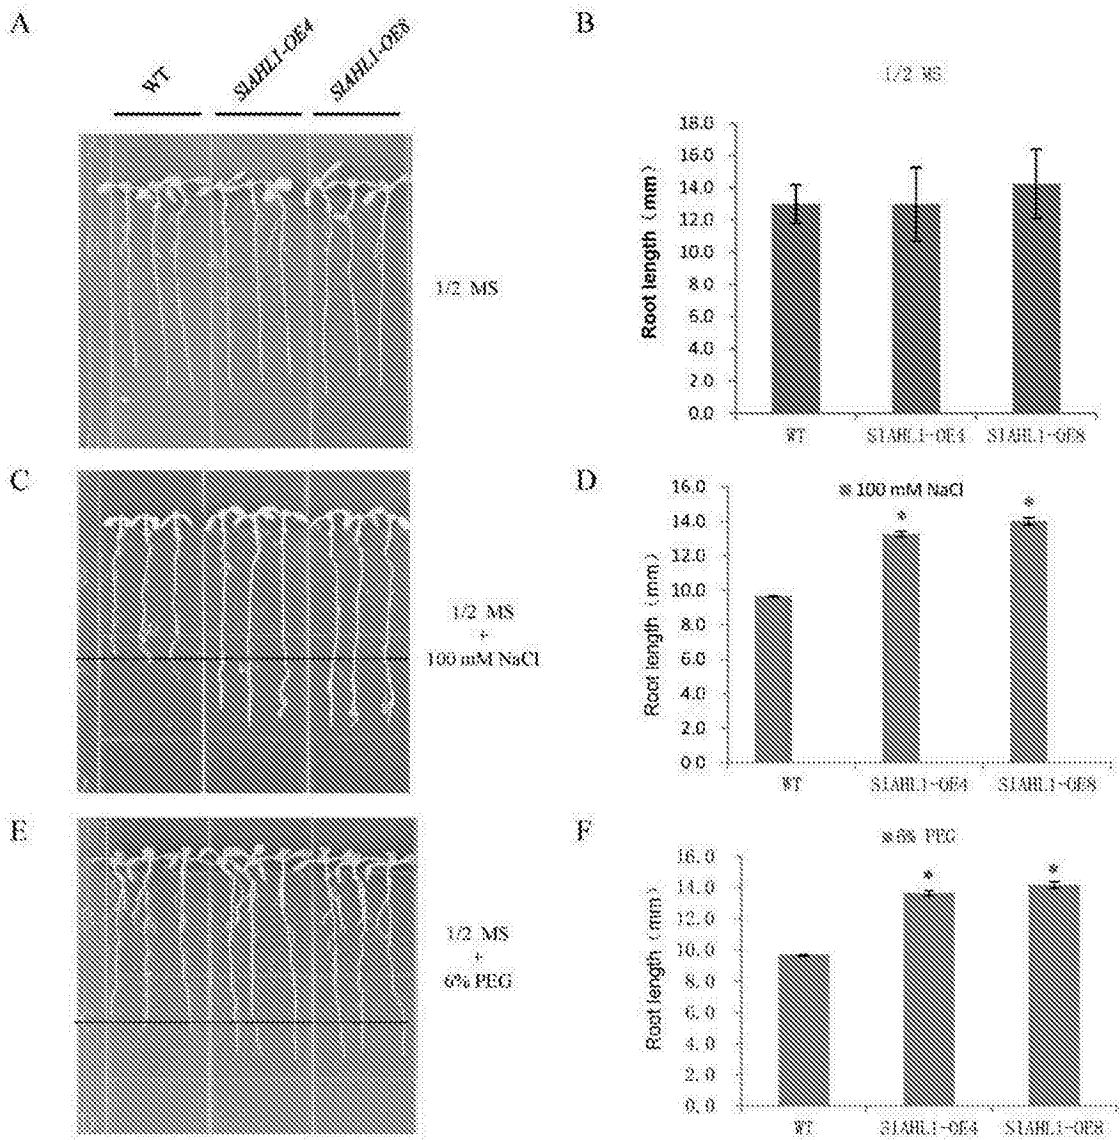 A
WT
SlAHL1-OE4
SlAHL1-OE8
1/2 MS
B
1/2 MS
Root length (mm)
18.0
16.0
14.0
12.0
10.0
8.0
6.0
4.0
2.0
0.0
WT
SlAHL1-OE4
SlAHL1-OE8
C
1/2 MS
+
100 mM NaCl
D
100 mM NaCl
Root length (mm)
16.0
14.0
12.0
10.0
8.0
6.0
4.0
2.0
0.0
*
*
WT
SlAHL1-OE4
SlAHL1-OE8
E
1/2 MS
+
6% PEG
F
6% PEG
Root length (mm)
16.0
14.0
12.0
10.0
8.0
6.0
4.0
2.0
0.0
*
*
WT
SlAHL1-OE4
SlAHL1-OE8